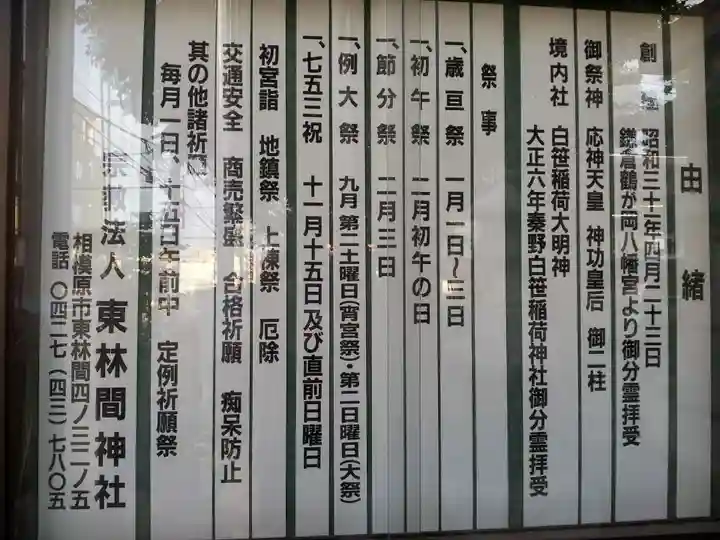 由緒
創建 昭和三十一年四月二十三日
鎌倉鶴が岡八幡宮より御分霊拝受
御祭神 応神天皇 神功皇后 御二柱
境内社 白笹稲荷大明神
大正六年秦野白笹稲荷神社御分霊拝受
祭事
一、歳亘祭 一月一日〜三日
一、初午祭 二月初午の日
一、節分祭 二月三日
一、例大祭 九月 第二土曜日(宵宮祭)・第二日曜日(大祭)
一、七五三祝 十一月十五日及び直前日曜日
初宮詣 地鎮祭 上棟祭 厄除
交通安全 商売繁盛 合格祈願 痴呆防止
其の他諸祈願
毎月一日、十五日午前中 定例祈願祭
宗教法人 東林間神社
相模原市東林間四ノ三二ノ五
電話 〇四二七(四三)七八〇五